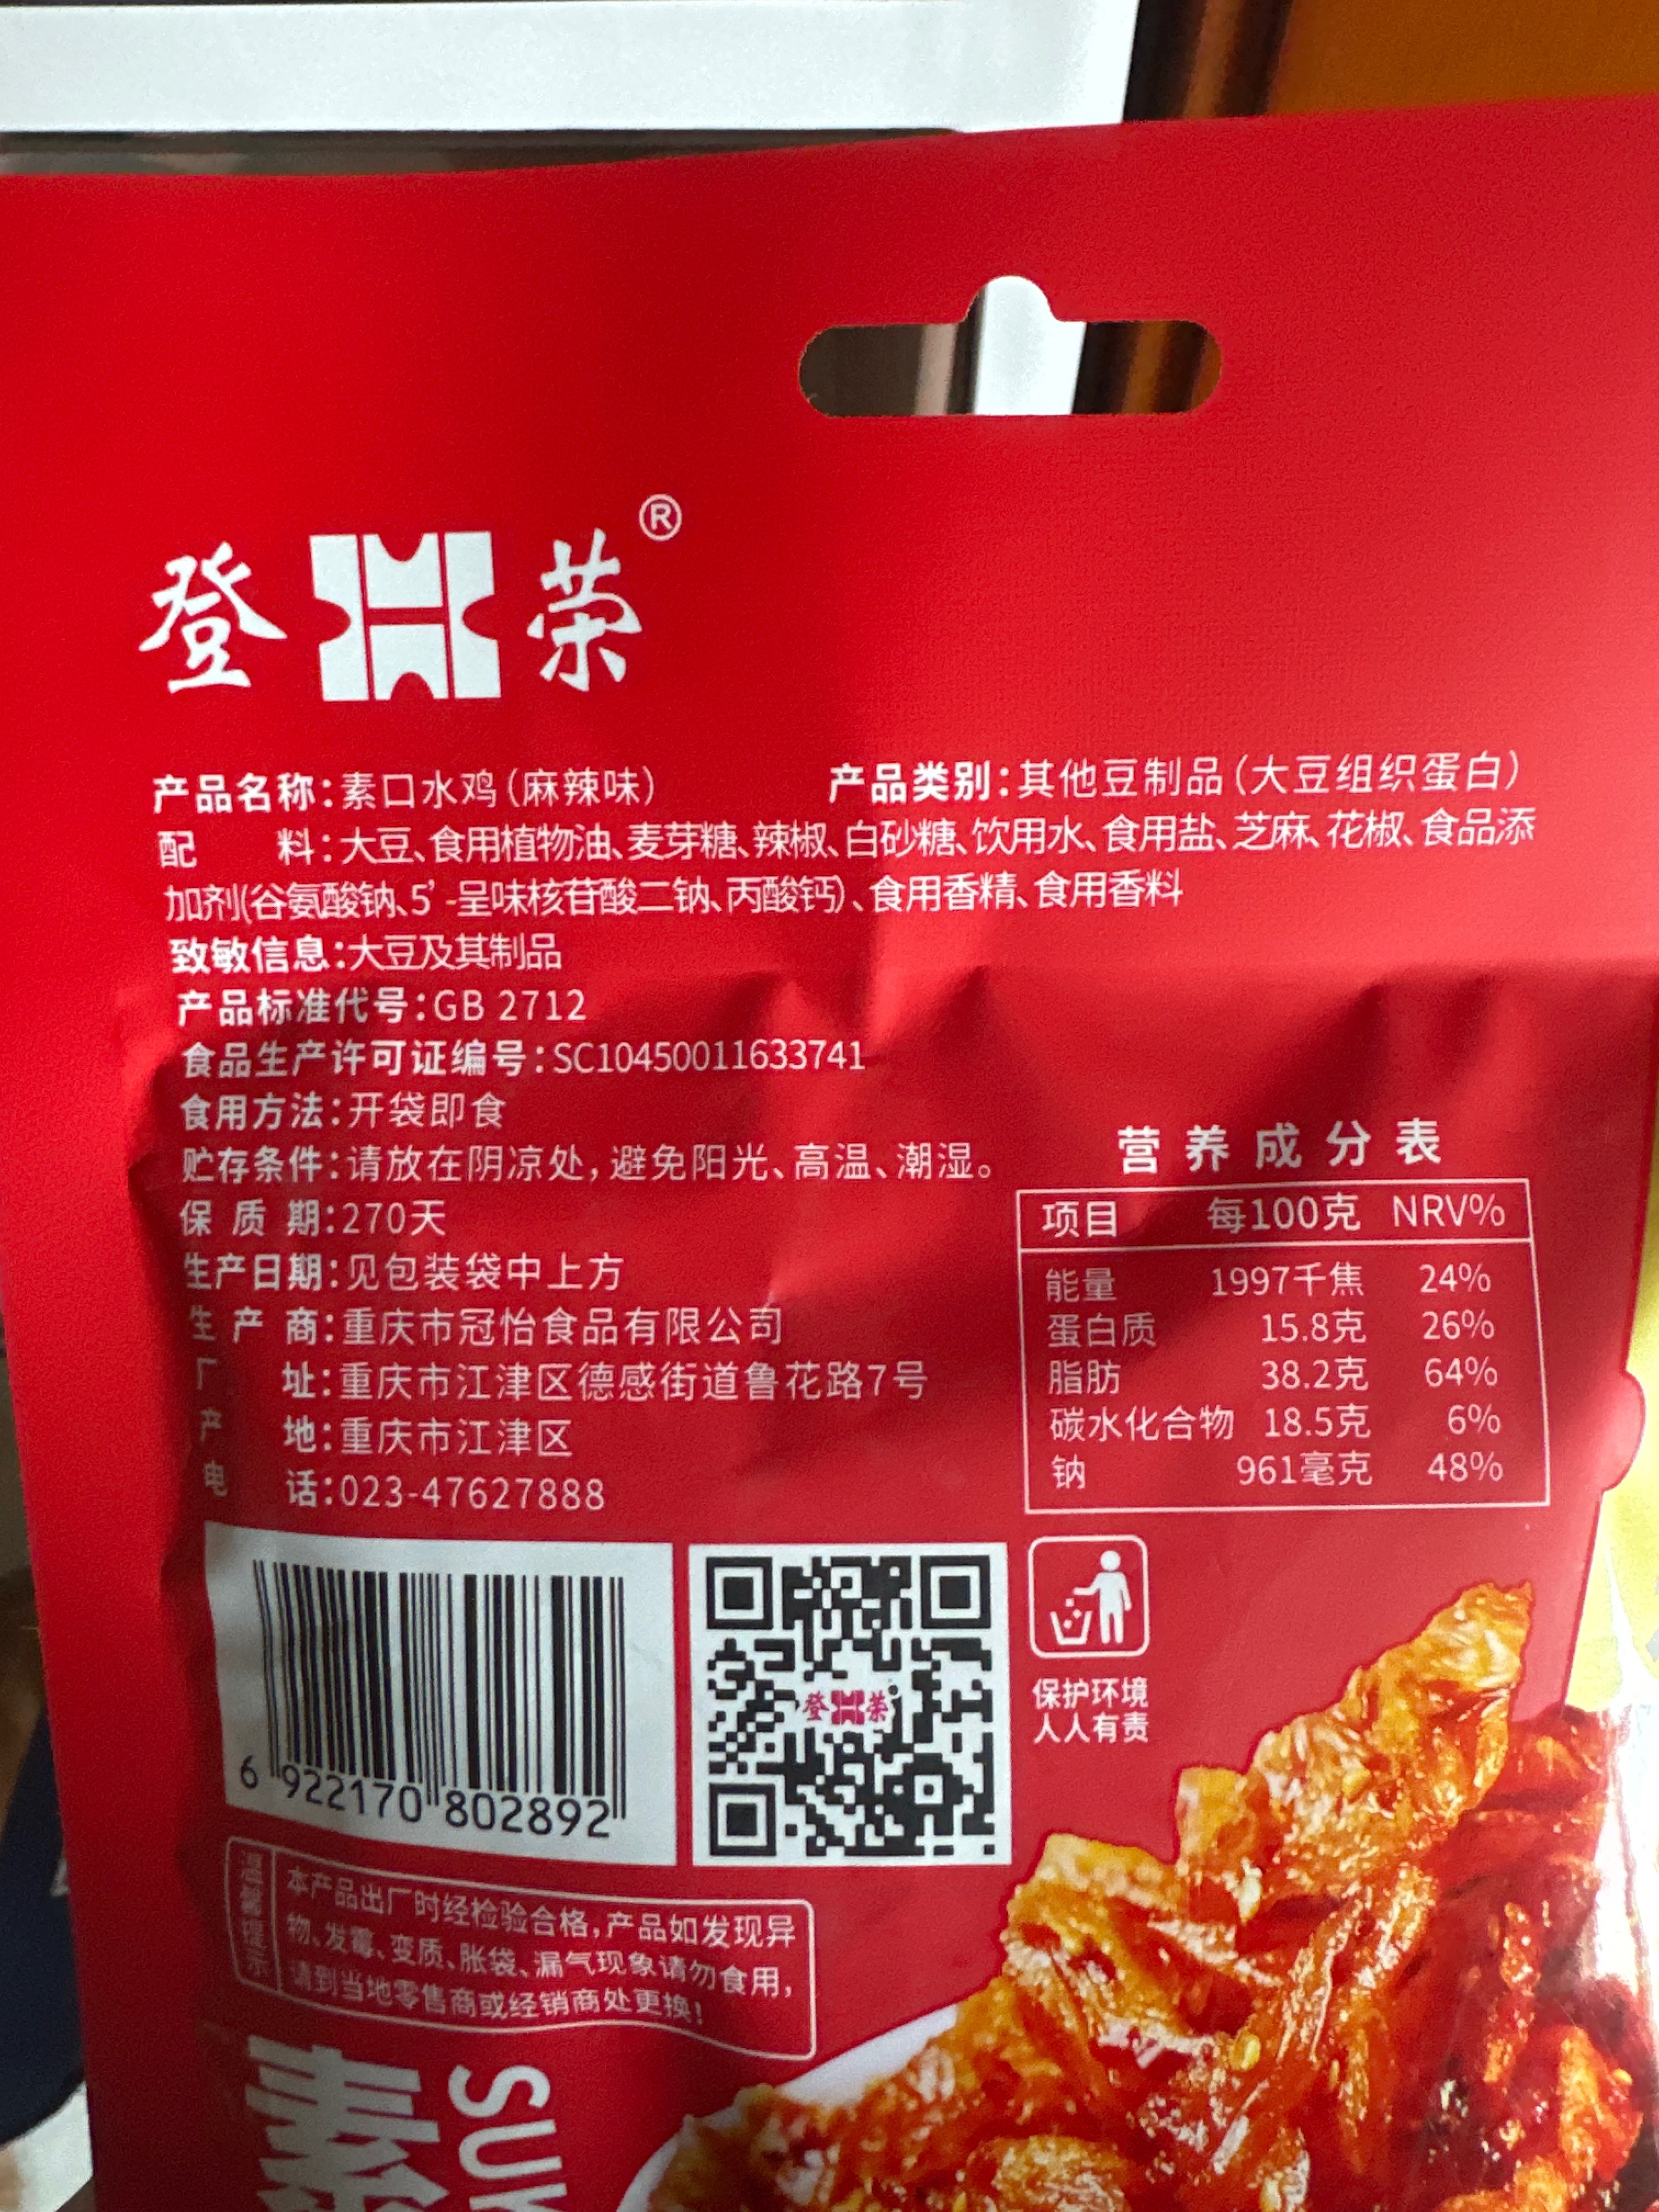 登荣®
产品名称:素口水鸡(麻辣味) 产品类别:其他豆制品(大豆组织蛋白)
配 料:大豆、食用植物油、麦芽糖、辣椒、白砂糖、饮用水、食用盐、芝麻、花椒、食品添
加剂(谷氨酸钠、5'-呈味核苷酸二钠、丙酸钙)、食用香精、食用香料
致敏信息:大豆及其制品
产品标准代号:GB 2712
食品生产许可证编号:SC10450011633741
食用方法:开袋即食
贮存条件:请放在阴凉处,避免阳光、高温、潮湿。
保 质 期:270天
生产日期:见包装袋中上方
生 产 商:重庆市冠怡食品有限公司
厂 址:重庆市江津区德感街道鲁花路7号
产 地:重庆市江津区
电 话:023-47627888
营养成分表
项目 每100克 NRV%
能量 1997千焦 24%
蛋白质 15.8克 26%
脂肪 38.2克 64%
碳水化合物 18.5克 6%
钠 961毫克 48%
6 922170 802892
登荣
保护环境
人人有责
温馨提示
本产品出厂时经检验合格,产品如发现异
物、发霉、变质、胀袋、漏气现象请勿食用,
请到当地零售商或经销商处更换!
素
SUK